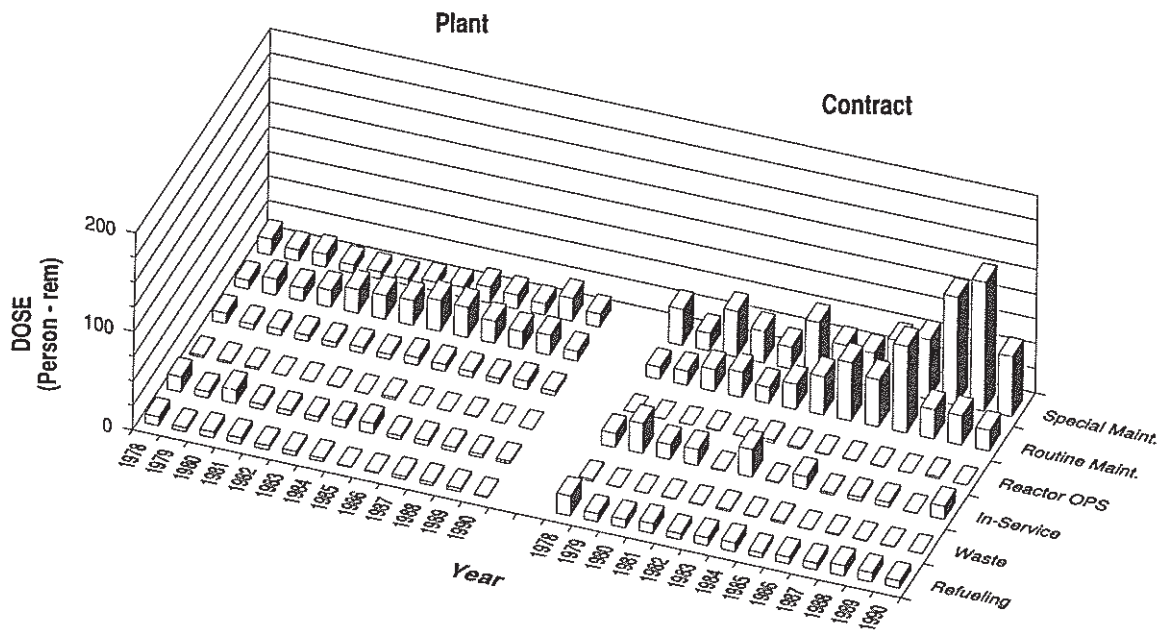 Plant
Contract
DOSE
(Person - rem)
200
100
0
1978
1979
1980
1981
1982
1983
1984
1985
1986
1987
1988
1989
1990
1978
1979
1980
1981
1982
1983
1984
1985
1986
1987
1988
1989
1990
Year
Special Maint.
Routine Maint.
Reactor OPS
In-Service
Waste
Refueling